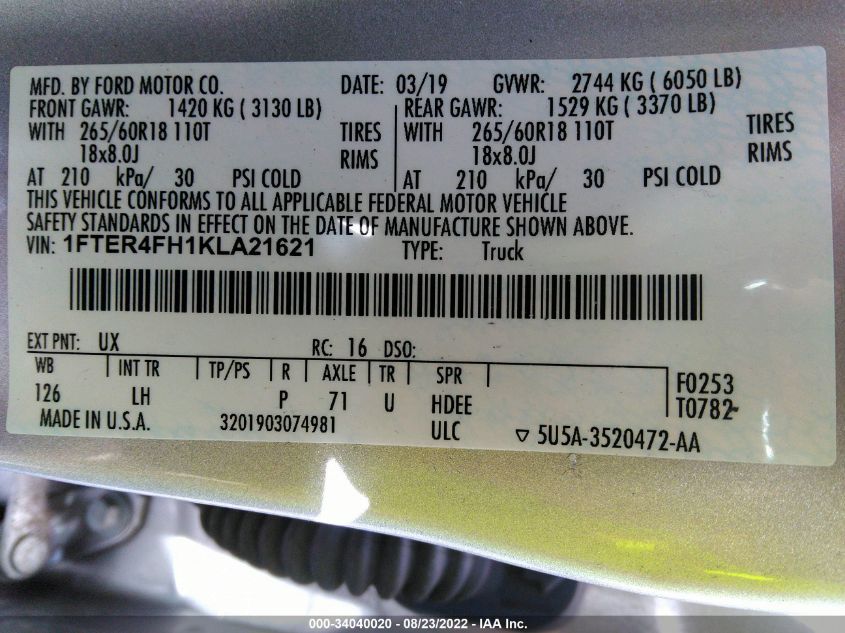 MFD. BY FORD MOTOR CO. DATE: 03/19 GVWR: 2744 KG ( 6050 LB)
FRONT GAWR: 1420 KG ( 3130 LB) REAR GAWR: 1529 KG ( 3370 LB)
WITH 265/60R18 110T TIRES WITH 265/60R18 110T TIRES
18x8.0J RIMS 18x8.0J RIMS
AT 210 kPa/ 30 PSI COLD AT 210 kPa/ 30 PSI COLD
THIS VEHICLE CONFORMS TO ALL APPLICABLE FEDERAL MOTOR VEHICLE
SAFETY STANDARDS IN EFFECT ON THE DATE OF MANUFACTURE SHOWN ABOVE.
VIN: 1FTER4FH1KLA21621 TYPE: Truck
EXT PNT: UX RC: 16 DSO:
WB INT TR TP/PS R AXLE TR SPR F0253
126 LH P 71 U HDEE T0782
MADE IN U.S.A. 3201903074981 ULC ▽ 5U5A-3520472-AA
000-34040020 - 08/23/2022 - IAA Inc.